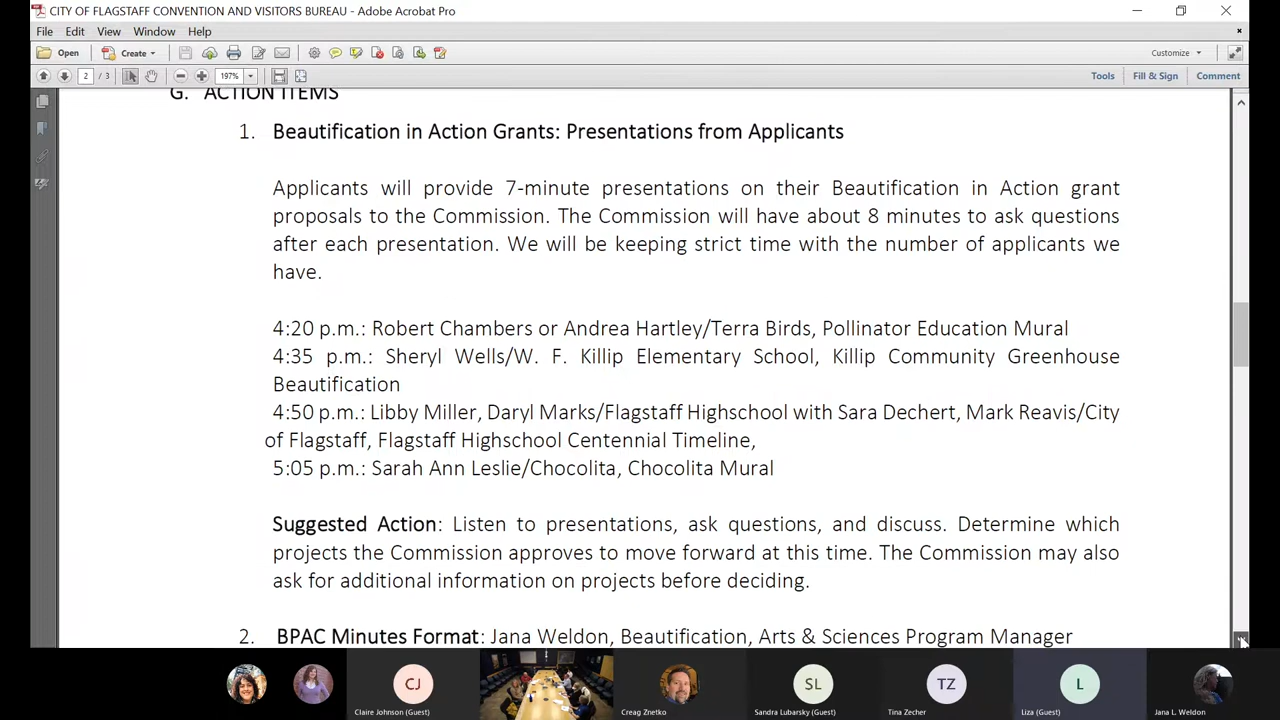 CITY OF FLAGSTAFF CONVENTION AND VISITORS BUREAU - Adobe Acrobat Pro
File Edit View Window Help
Open Create Customize
2 / 3 197% Tools Fill & Sign Comment
G. ACTION ITEMS
1. Beautification in Action Grants: Presentations from Applicants
Applicants will provide 7-minute presentations on their Beautification in Action grant
proposals to the Commission. The Commission will have about 8 minutes to ask questions
after each presentation. We will be keeping strict time with the number of applicants we
have.
4:20 p.m.: Robert Chambers or Andrea Hartley/Terra Birds, Pollinator Education Mural
4:35 p.m.: Sheryl Wells/W. F. Killip Elementary School, Killip Community Greenhouse
Beautification
4:50 p.m.: Libby Miller, Daryl Marks/Flagstaff Highschool with Sara Dechert, Mark Reavis/City
of Flagstaff, Flagstaff Highschool Centennial Timeline,
5:05 p.m.: Sarah Ann Leslie/Chocolita, Chocolita Mural
Suggested Action: Listen to presentations, ask questions, and discuss. Determine which
projects the Commission approves to move forward at this time. The Commission may also
ask for additional information on projects before deciding.
2. BPAC Minutes Format: Jana Weldon, Beautification, Arts & Sciences Program Manager
CJ SL TZ L
Claire Johnson (Guest) Creag Znetko Sandra Lubarsky (Guest) Tina Zecher Liza (Guest) Jana L. Weldon